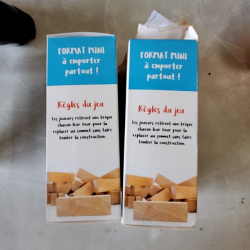 FORMAT MINI
à emporter
partout !
Règles du jeu
Les joueurs retirent une brique
chacun leur tour pour la
replacer au sommet sans faire
tomber la construction.
FORMAT MINI
à emporter
partout !
Règles du jeu
Les joueurs retirent une brique
chacun leur tour pour la
replacer au sommet sans faire
tomber la construction.